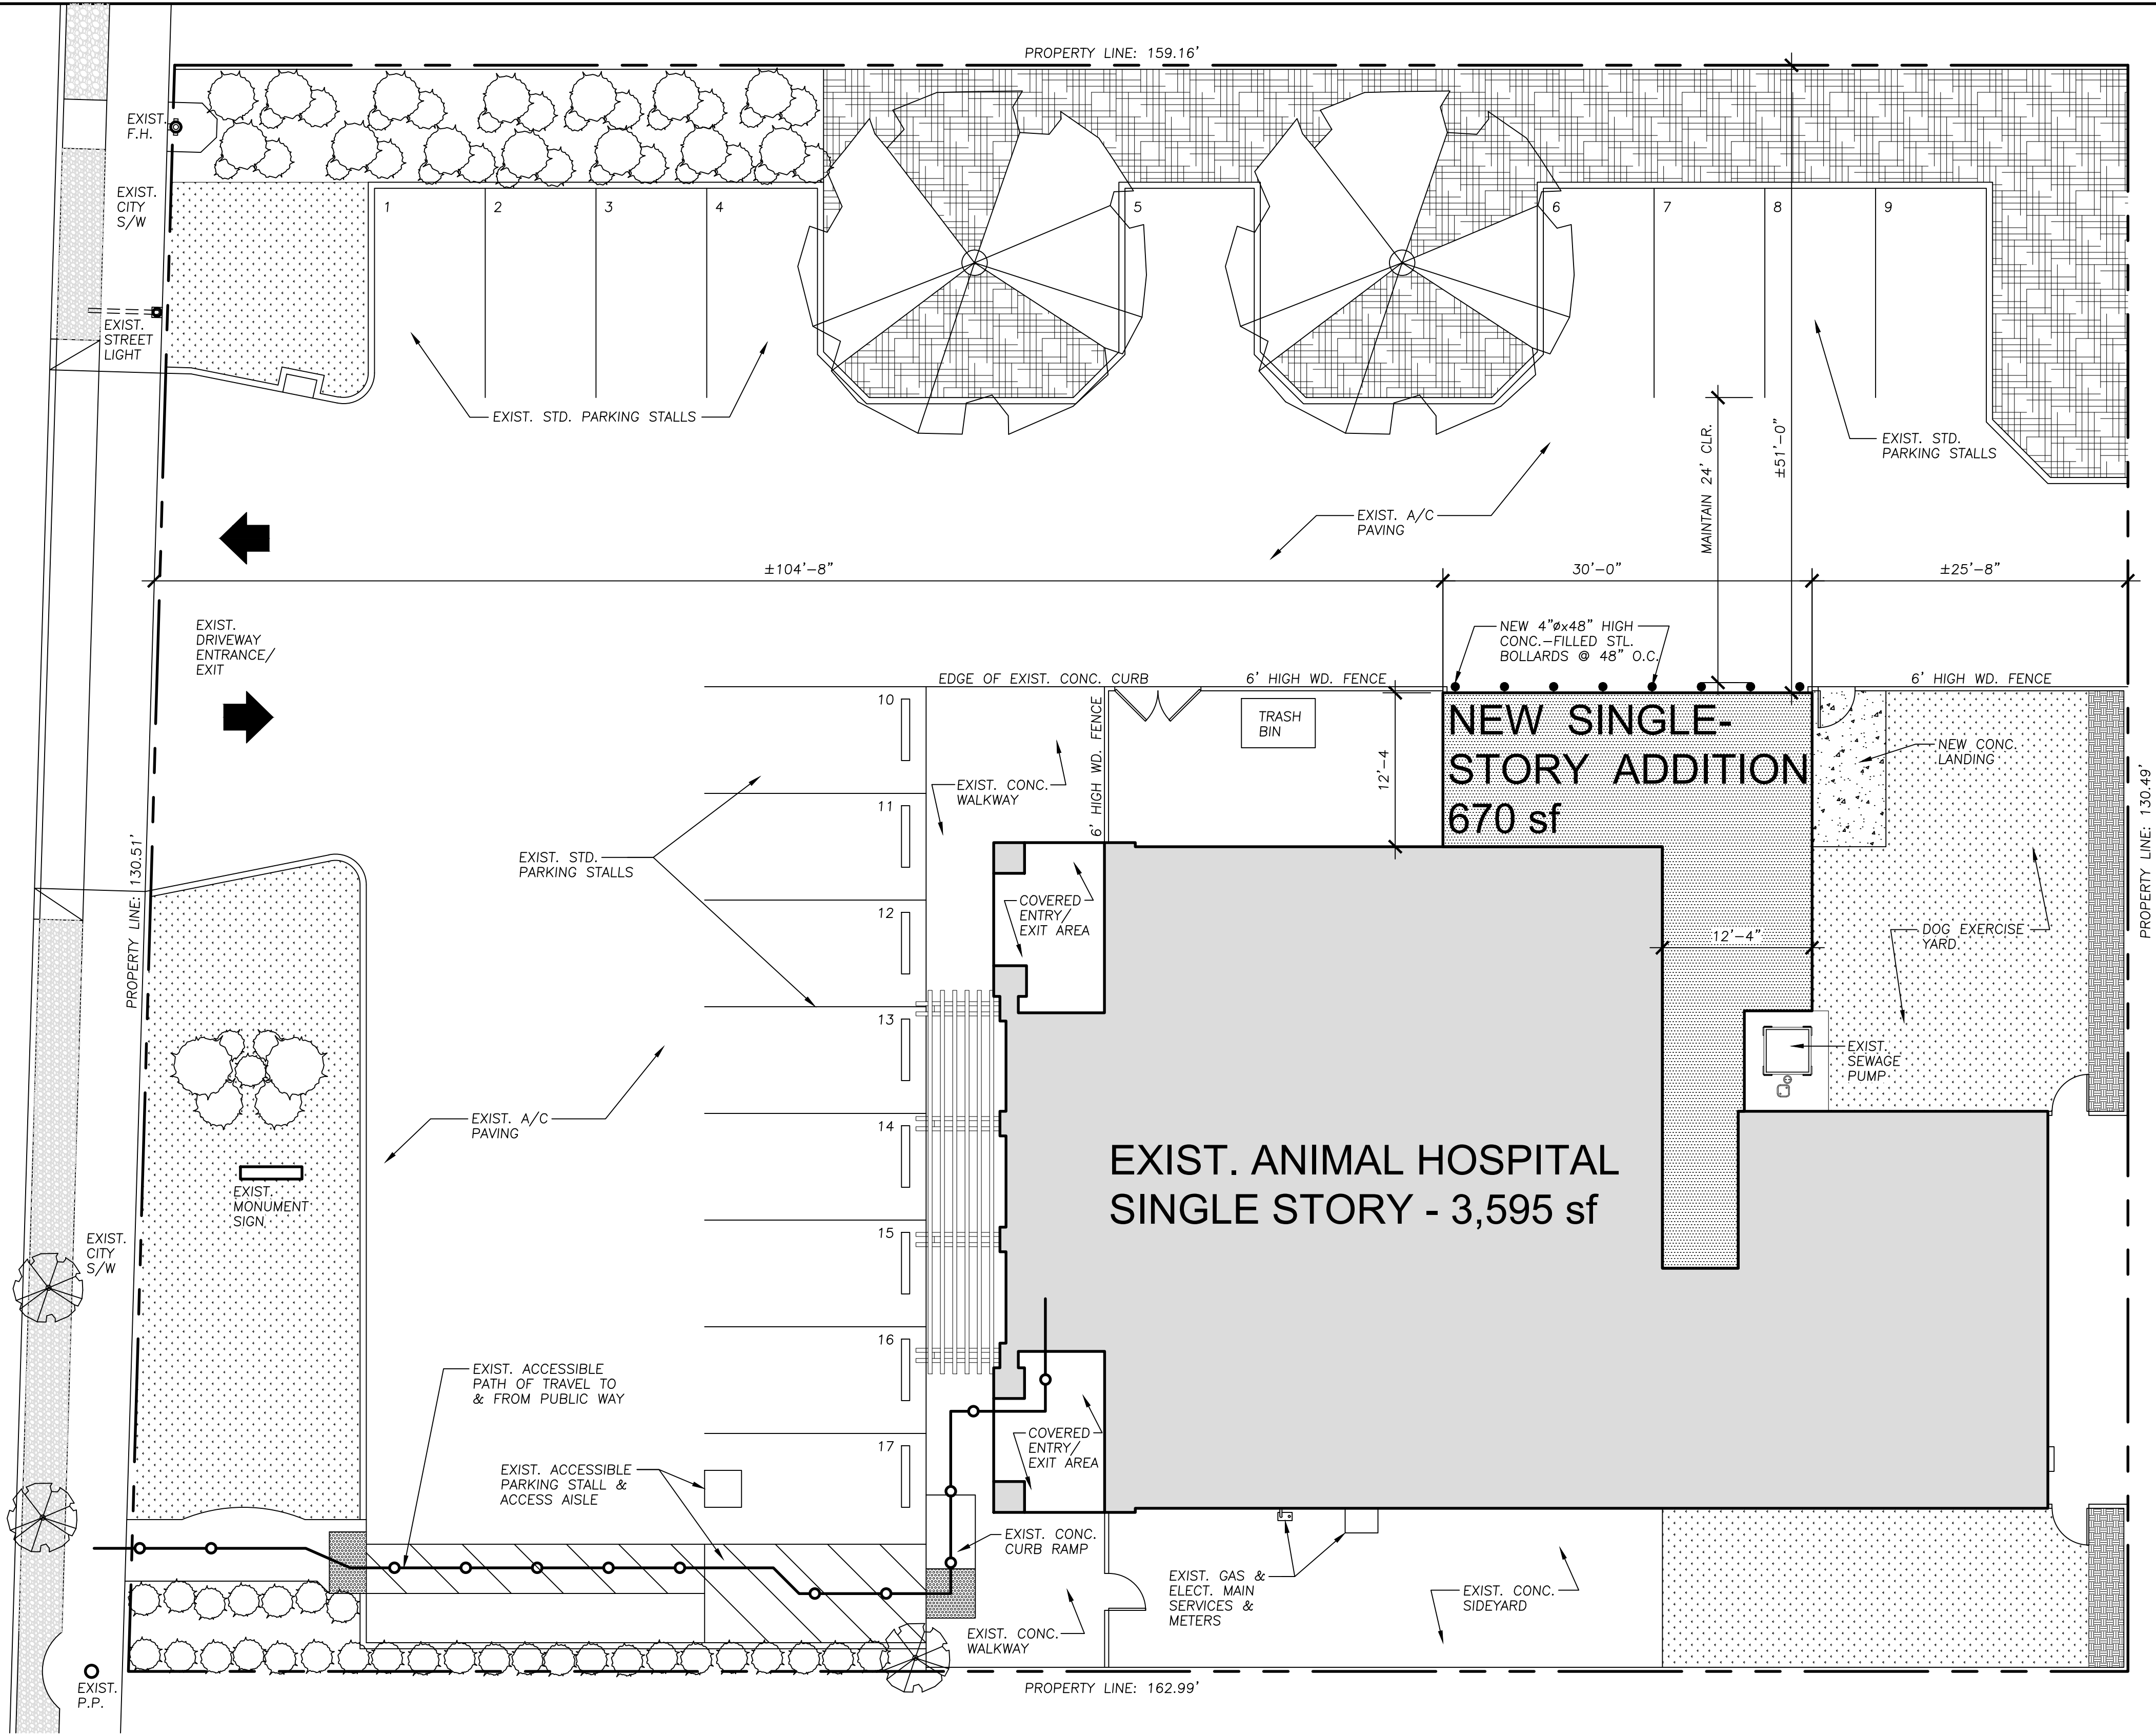 PROPERTY LINE: 159.16'
EXIST.
F.H.
EXIST.
CITY
S/W
EXIST.
STREET
LIGHT
1
2
3
4
5
6
7
8
9
EXIST. STD. PARKING STALLS
EXIST. STD.
PARKING STALLS
MAINTAIN 24' CLR.
±51'-0"
EXIST. A/C
PAVING
±104'-8"
30'-0"
±25'-8"
EXIST.
DRIVEWAY
ENTRANCE/
EXIT
NEW 4"øx48" HIGH
CONC.-FILLED STL.
BOLLARDS @ 48" O.C.
EDGE OF EXIST. CONC. CURB
6' HIGH WD. FENCE
6' HIGH WD. FENCE
6' HIGH WD. FENCE
TRASH
BIN
12'-4
NEW SINGLE-
STORY ADDITION
670 sf
NEW CONC.
LANDING
PROPERTY LINE: 130.49'
10
11
12
13
14
15
16
17
EXIST. CONC.
WALKWAY
EXIST. STD.
PARKING STALLS
PROPERTY LINE: 130.51'
COVERED
ENTRY/
EXIT AREA
12'-4"
DOG EXERCISE
YARD
EXIST.
SEWAGE
PUMP
EXIST. A/C
PAVING
EXIST. ANIMAL HOSPITAL
SINGLE STORY - 3,595 sf
EXIST.
MONUMENT
SIGN
EXIST.
CITY
S/W
EXIST. ACCESSIBLE
PATH OF TRAVEL TO
& FROM PUBLIC WAY
COVERED
ENTRY/
EXIT AREA
EXIST. ACCESSIBLE
PARKING STALL &
ACCESS AISLE
EXIST. CONC.
CURB RAMP
EXIST. GAS &
ELECT. MAIN
SERVICES &
METERS
EXIST. CONC.
SIDEYARD
EXIST. CONC.
WALKWAY
EXIST.
P.P.
PROPERTY LINE: 162.99'